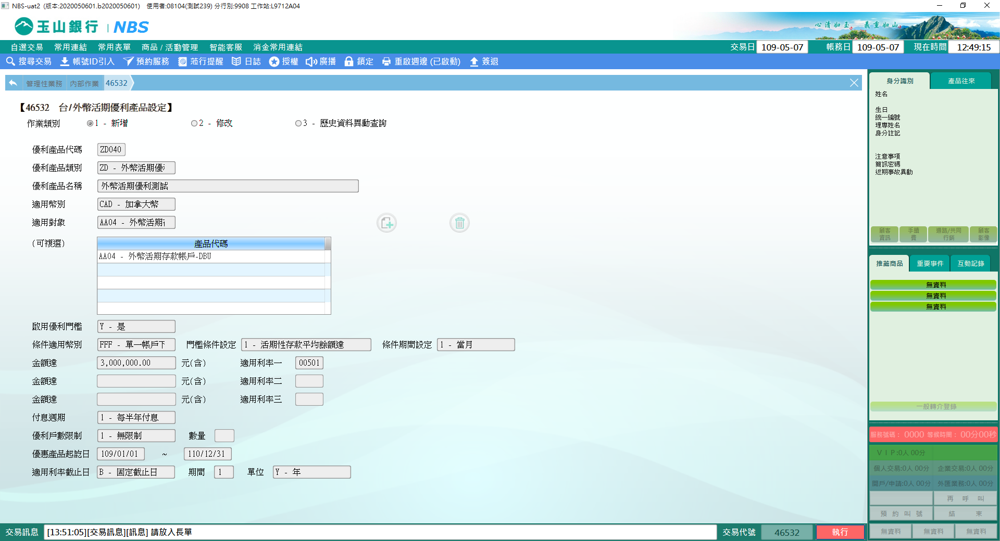 NBS-uat2 (版本:2020050601.b2020050601) 使用者:08104(測試239) 分行別:9908 工作站:L9712A04
玉山銀行 | NBS 心清如玉 義重如山
自選交易 常用連結 常用表單 商品 / 活動管理 智能客服 消金常用連結 交易日 109-05-07 帳務日 109-05-07 現在時間 12:49:15
搜尋交易 帳號ID引入 預約服務 蒞行提醒 日誌 授權 廣播 鎖定 重啟週邊 (已啟動) 簽退
管理性業務 內部作業 46532
【46532 台/外幣活期優利產品設定】
作業類別 1 - 新增 2 - 修改 3 - 歷史資料異動查詢
優利產品代碼 ZD040
優利產品類別 ZD - 外幣活期優
優利產品名稱 外幣活期優利測試
適用幣別 CAD - 加拿大幣
適用對象 AA04 - 外幣活期
(可複選) 產品代碼
AA04 - 外幣活期存款帳戶-DBU
啟用優利門檻 Y - 是
條件適用幣別 FFF - 單一帳戶下 門檻條件設定 1 - 活期性存款平均餘額達 條件期間設定 1 - 當月
金額達 3,000,000.00 元(含) 適用利率一 00501
金額達 元(含) 適用利率二
金額達 元(含) 適用利率三
付息週期 1 - 每半年付息
優利戶數限制 1 - 無限制 數量
優惠產品起訖日 109/01/01 ~ 110/12/31
適用利率截止日 B - 固定截止日 期間 1 單位 Y - 年
交易訊息 [13:51:05][交易訊息][訊息] 請放入長單 交易代號 46532 執行
身分識別 產品往來
姓名
生日
統一編號
理專姓名
身分註記
注意事項
簡訊密碼
近期事故異動
顧客資訊 手續費 通路/共同行銷 顧客影像
推薦商品 重要事件 互動記錄
無資料
無資料
無資料
一般轉介登錄
服務號碼: 0000 等候時間: 00分00秒
VIP:0人 00分
個人交易:0人 00分 企業交易:0人 00分
開戶/申請:0人 00分 外匯業務:0人 00分
再 呼 叫
預 約 叫 號 結 束
無資料 無資料 無資料